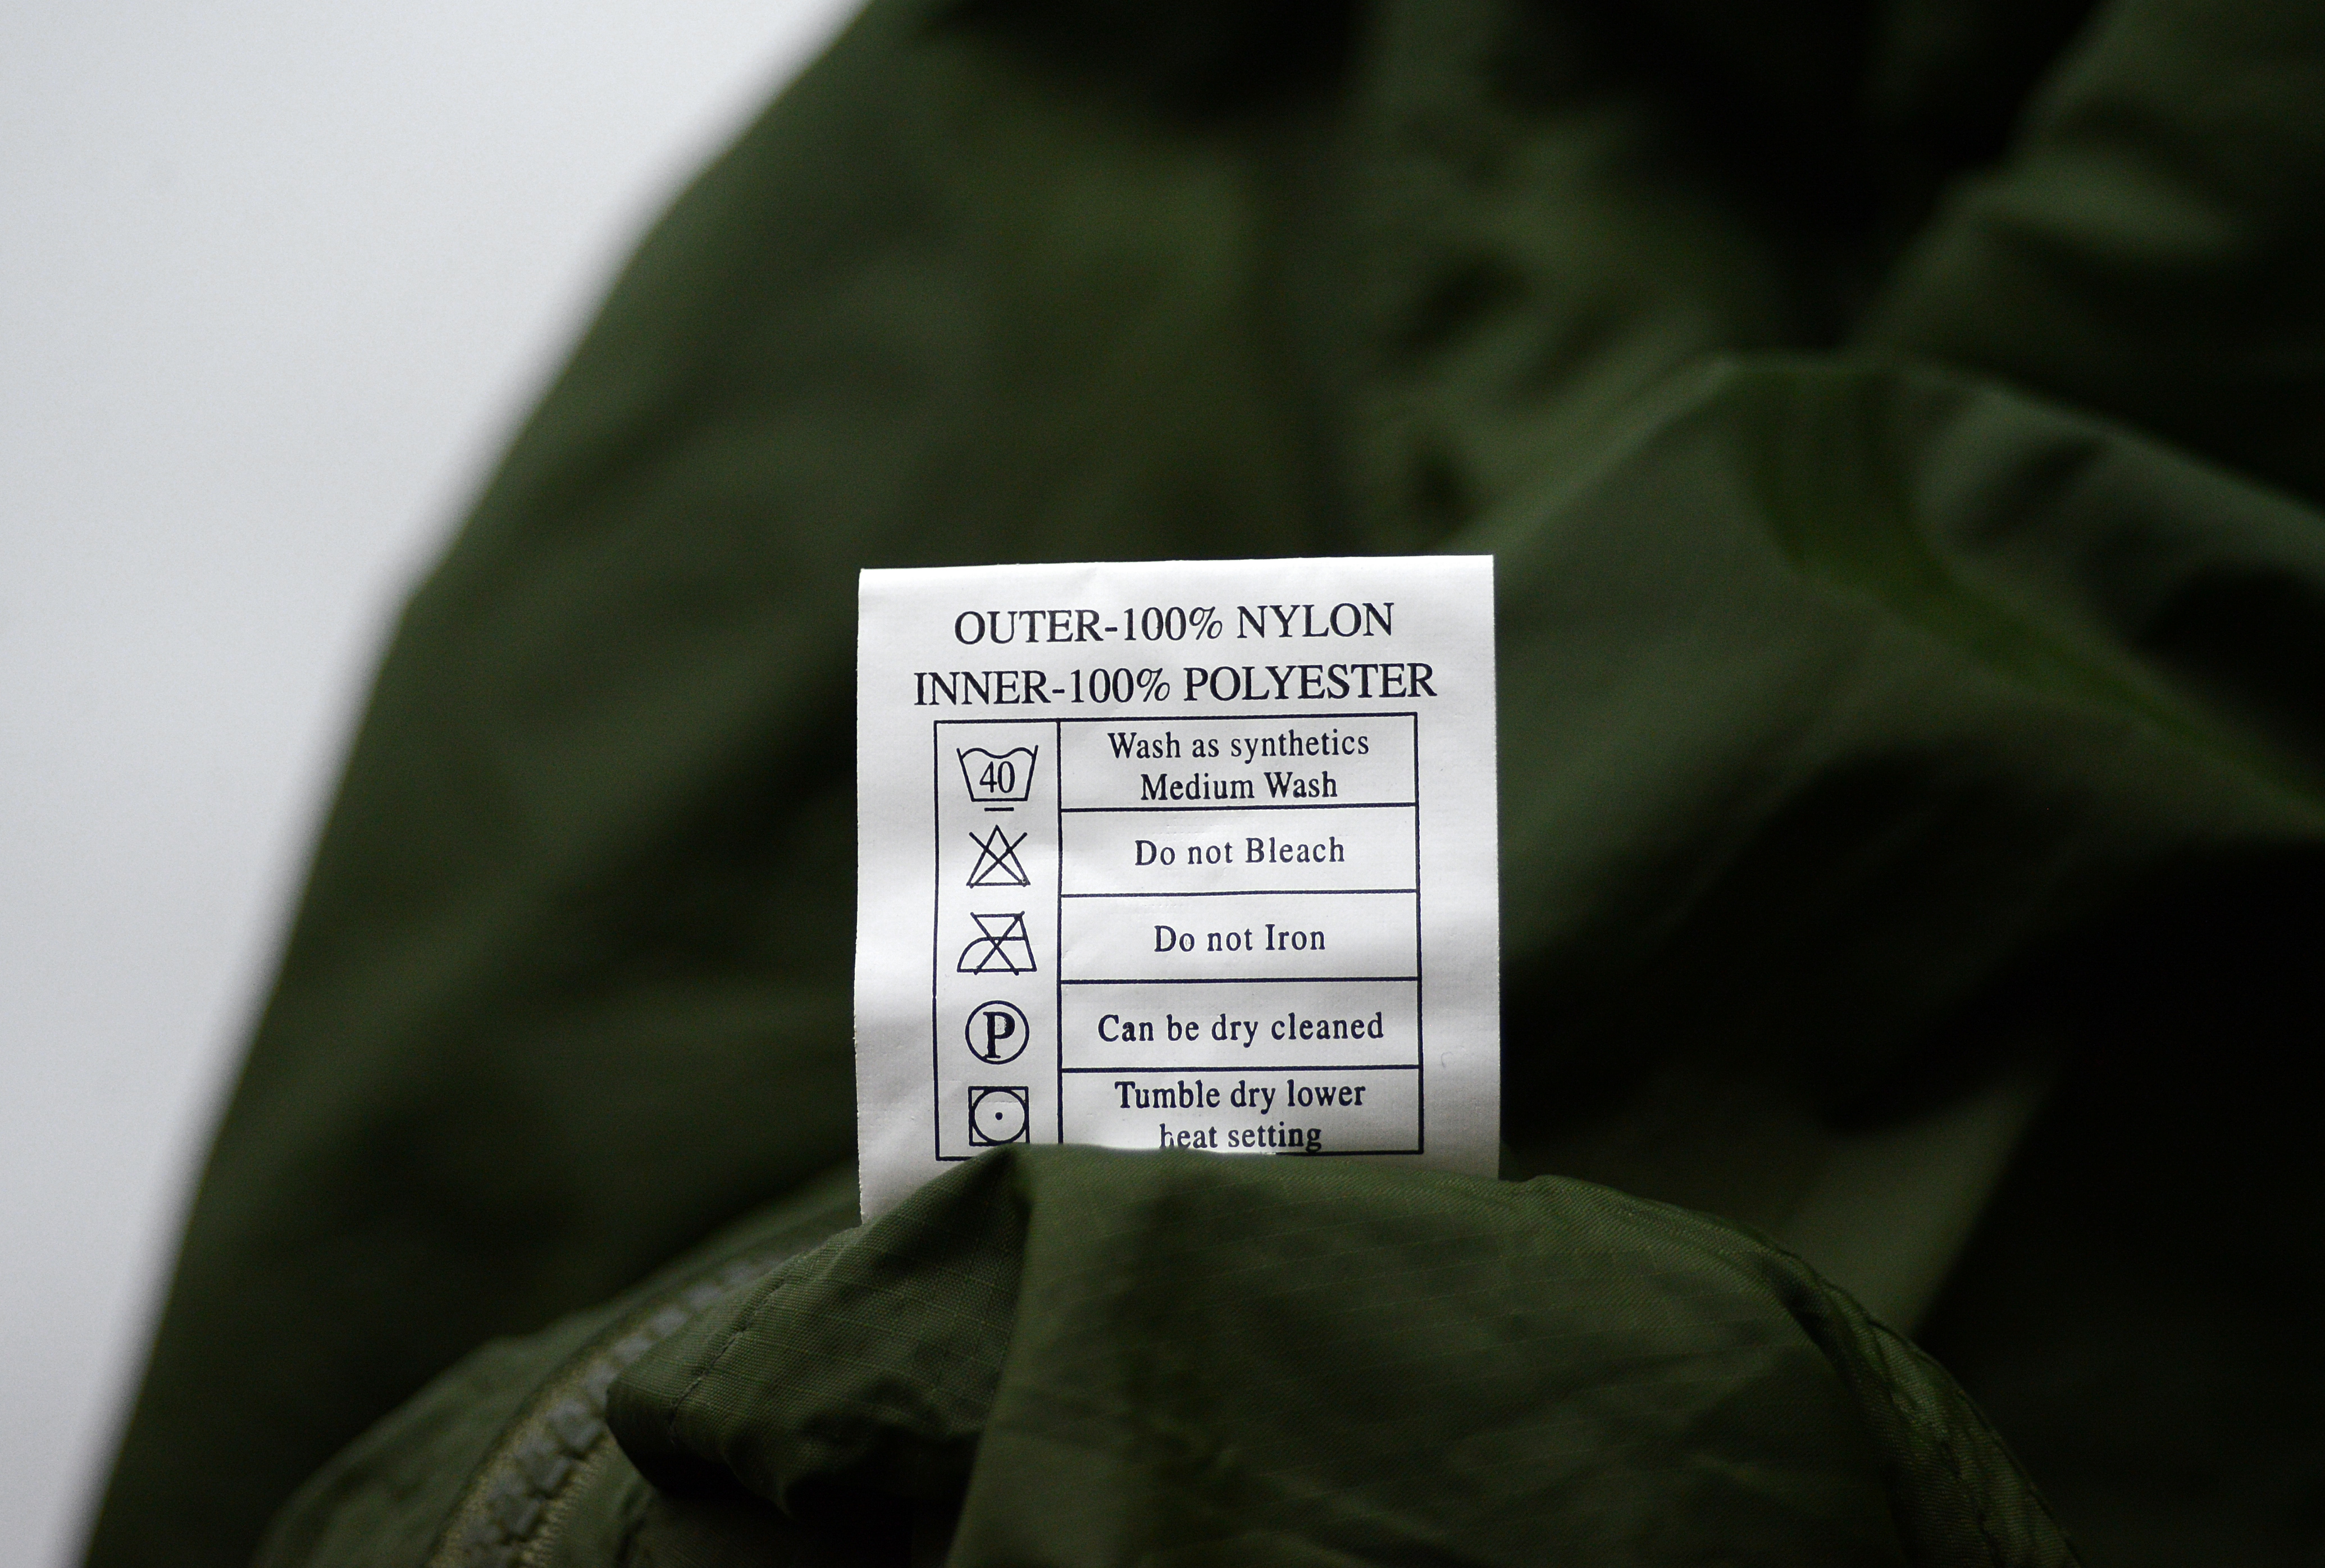 OUTER-100% NYLON
INNER-100% POLYESTER
40
Wash as synthetics
Medium Wash
Do not Bleach
Do not Iron
P
Can be dry cleaned
Tumble dry lower
heat setting